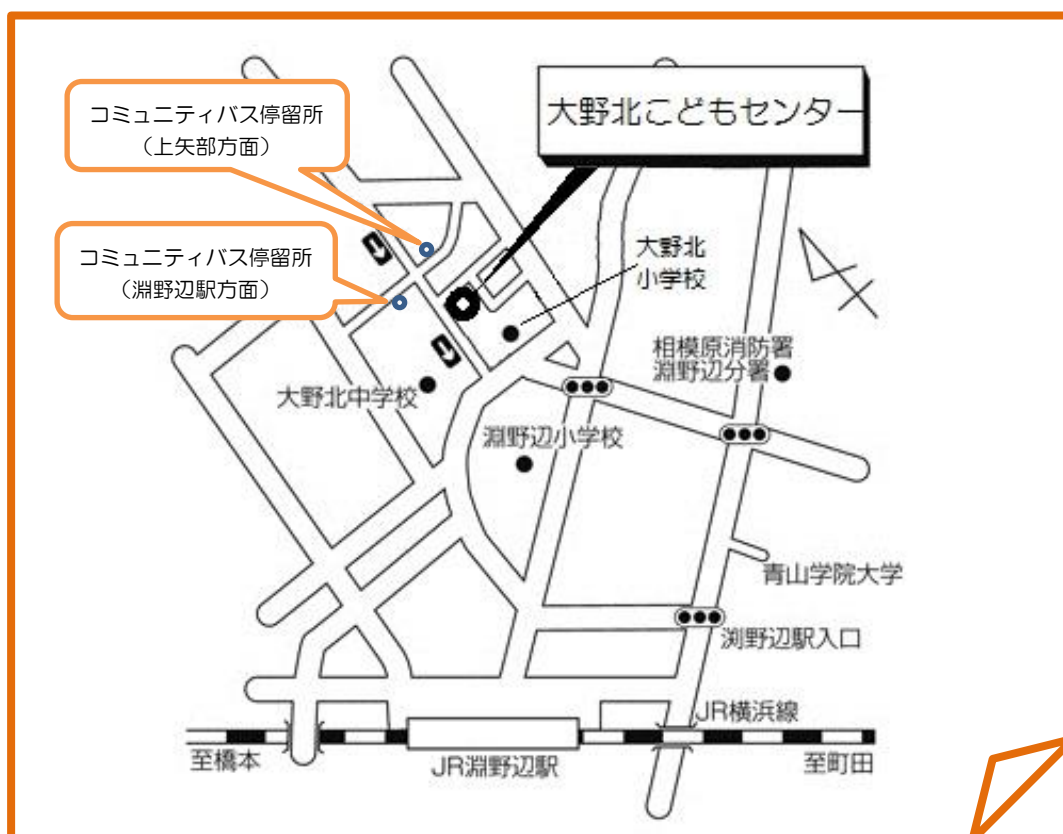 コミュニティバス停留所
（上矢部方面）
大野北こどもセンター
コミュニティバス停留所
（淵野辺駅方面）
大野北
小学校
相模原消防署
淵野辺分署
大野北中学校
淵野辺小学校
青山学院大学
渕野辺駅入口
JR横浜線
至橋本
JR淵野辺駅
至町田